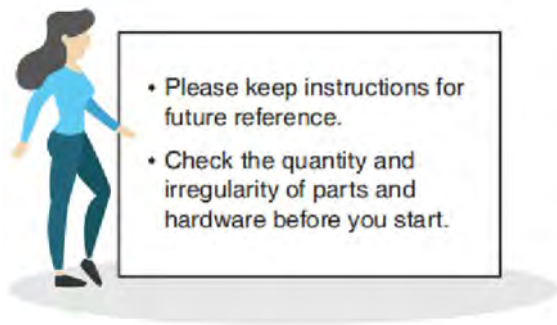 • Please keep instructions for
future reference.
• Check the quantity and
irregularity of parts and
hardware before you start.